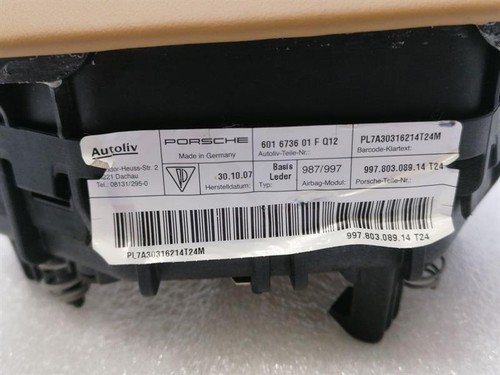 Autoliv
dor-Heuss-Str. 2
221 Dachau
Tel.: 08131/295-0
PORSCHE
Made in Germany
30.10.07
Herstelldatum:
601 6736 01 F Q12
Autoliv-Teile-Nr.:
Basis
Leder
Typ:
987/997
Airbag-Modul:
PL7A30316214T24M
Barcode-Klartext:
997.803.089.14 T24
Porsche-Teile-Nr.:
PL7A30316214T24M
997.803.089.14 T24